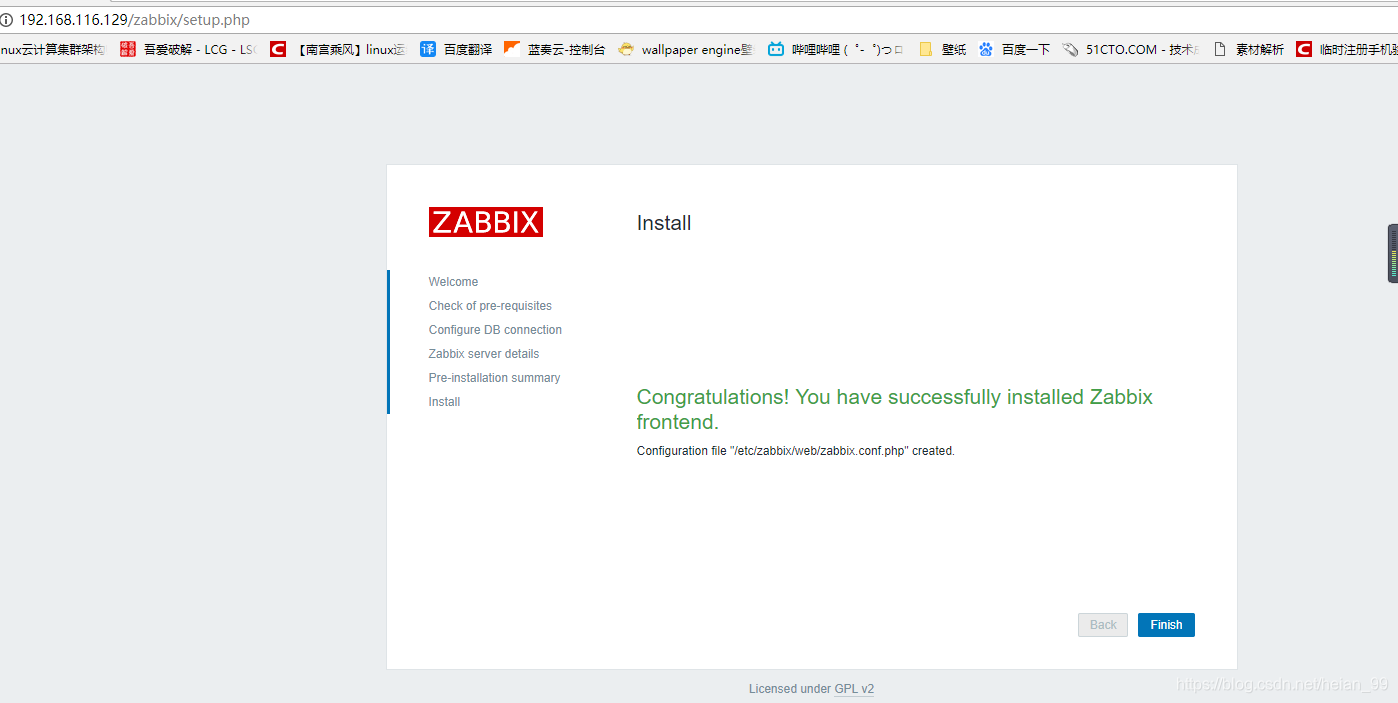 192.168.116.129/zabbix/setup.php
nux云计算集群架构 吾爱破解 - LCG - LSG 【南宫乘风】linux运 百度翻译 蓝奏云-控制台 wallpaper engine壁 哔哩哔哩 ( ゜- ゜)つロ 壁纸 百度一下 51CTO.COM - 技术成 素材解析 临时注册手机验
ZABBIX
Install
Welcome
Check of pre-requisites
Configure DB connection
Zabbix server details
Pre-installation summary
Install
Congratulations! You have successfully installed Zabbix
frontend.
Configuration file "/etc/zabbix/web/zabbix.conf.php" created.
Back Finish
Licensed under GPL v2
https://blog.csdn.net/heian_99